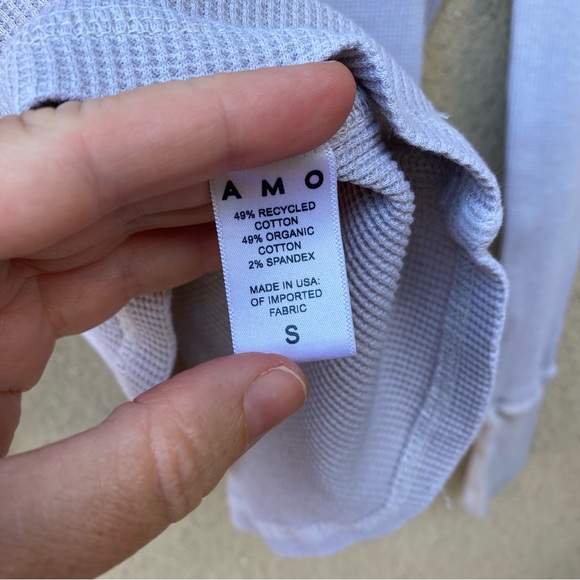 AMO
49% RECYCLED
COTTON
49% ORGANIC
COTTON
2% SPANDEX
MADE IN USA:
OF IMPORTED
FABRIC
S